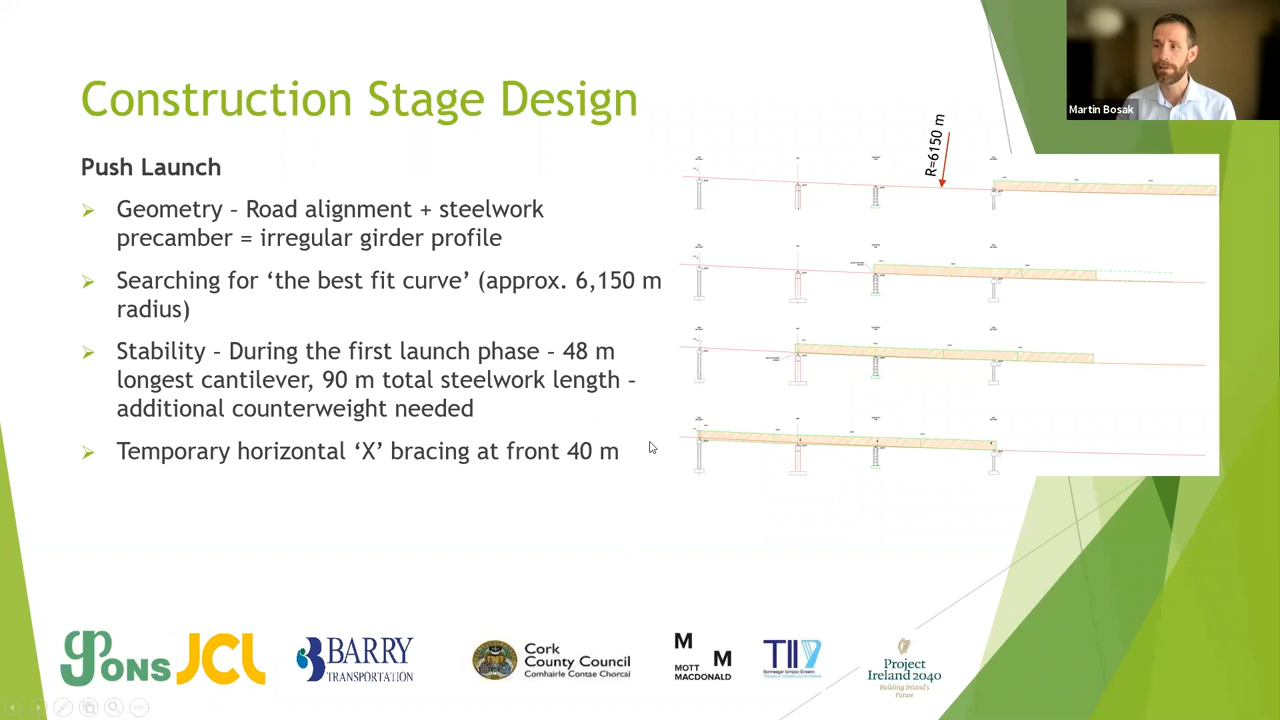 Martin Bosak
Construction Stage Design
Push Launch
Geometry – Road alignment + steelwork
precamber = irregular girder profile
Searching for ‘the best fit curve’ (approx. 6,150 m
radius)
Stability – During the first launch phase – 48 m
longest cantilever, 90 m total steelwork length –
additional counterweight needed
Temporary horizontal ‘X’ bracing at front 40 m
R=6150 m
PONS
JCL
BARRY
TRANSPORTATION
Cork
County Council
Comhairle Contae Chorcaí
M
M
MOTT
MACDONALD
TII
Project
Ireland 2040
Building Ireland's
Future